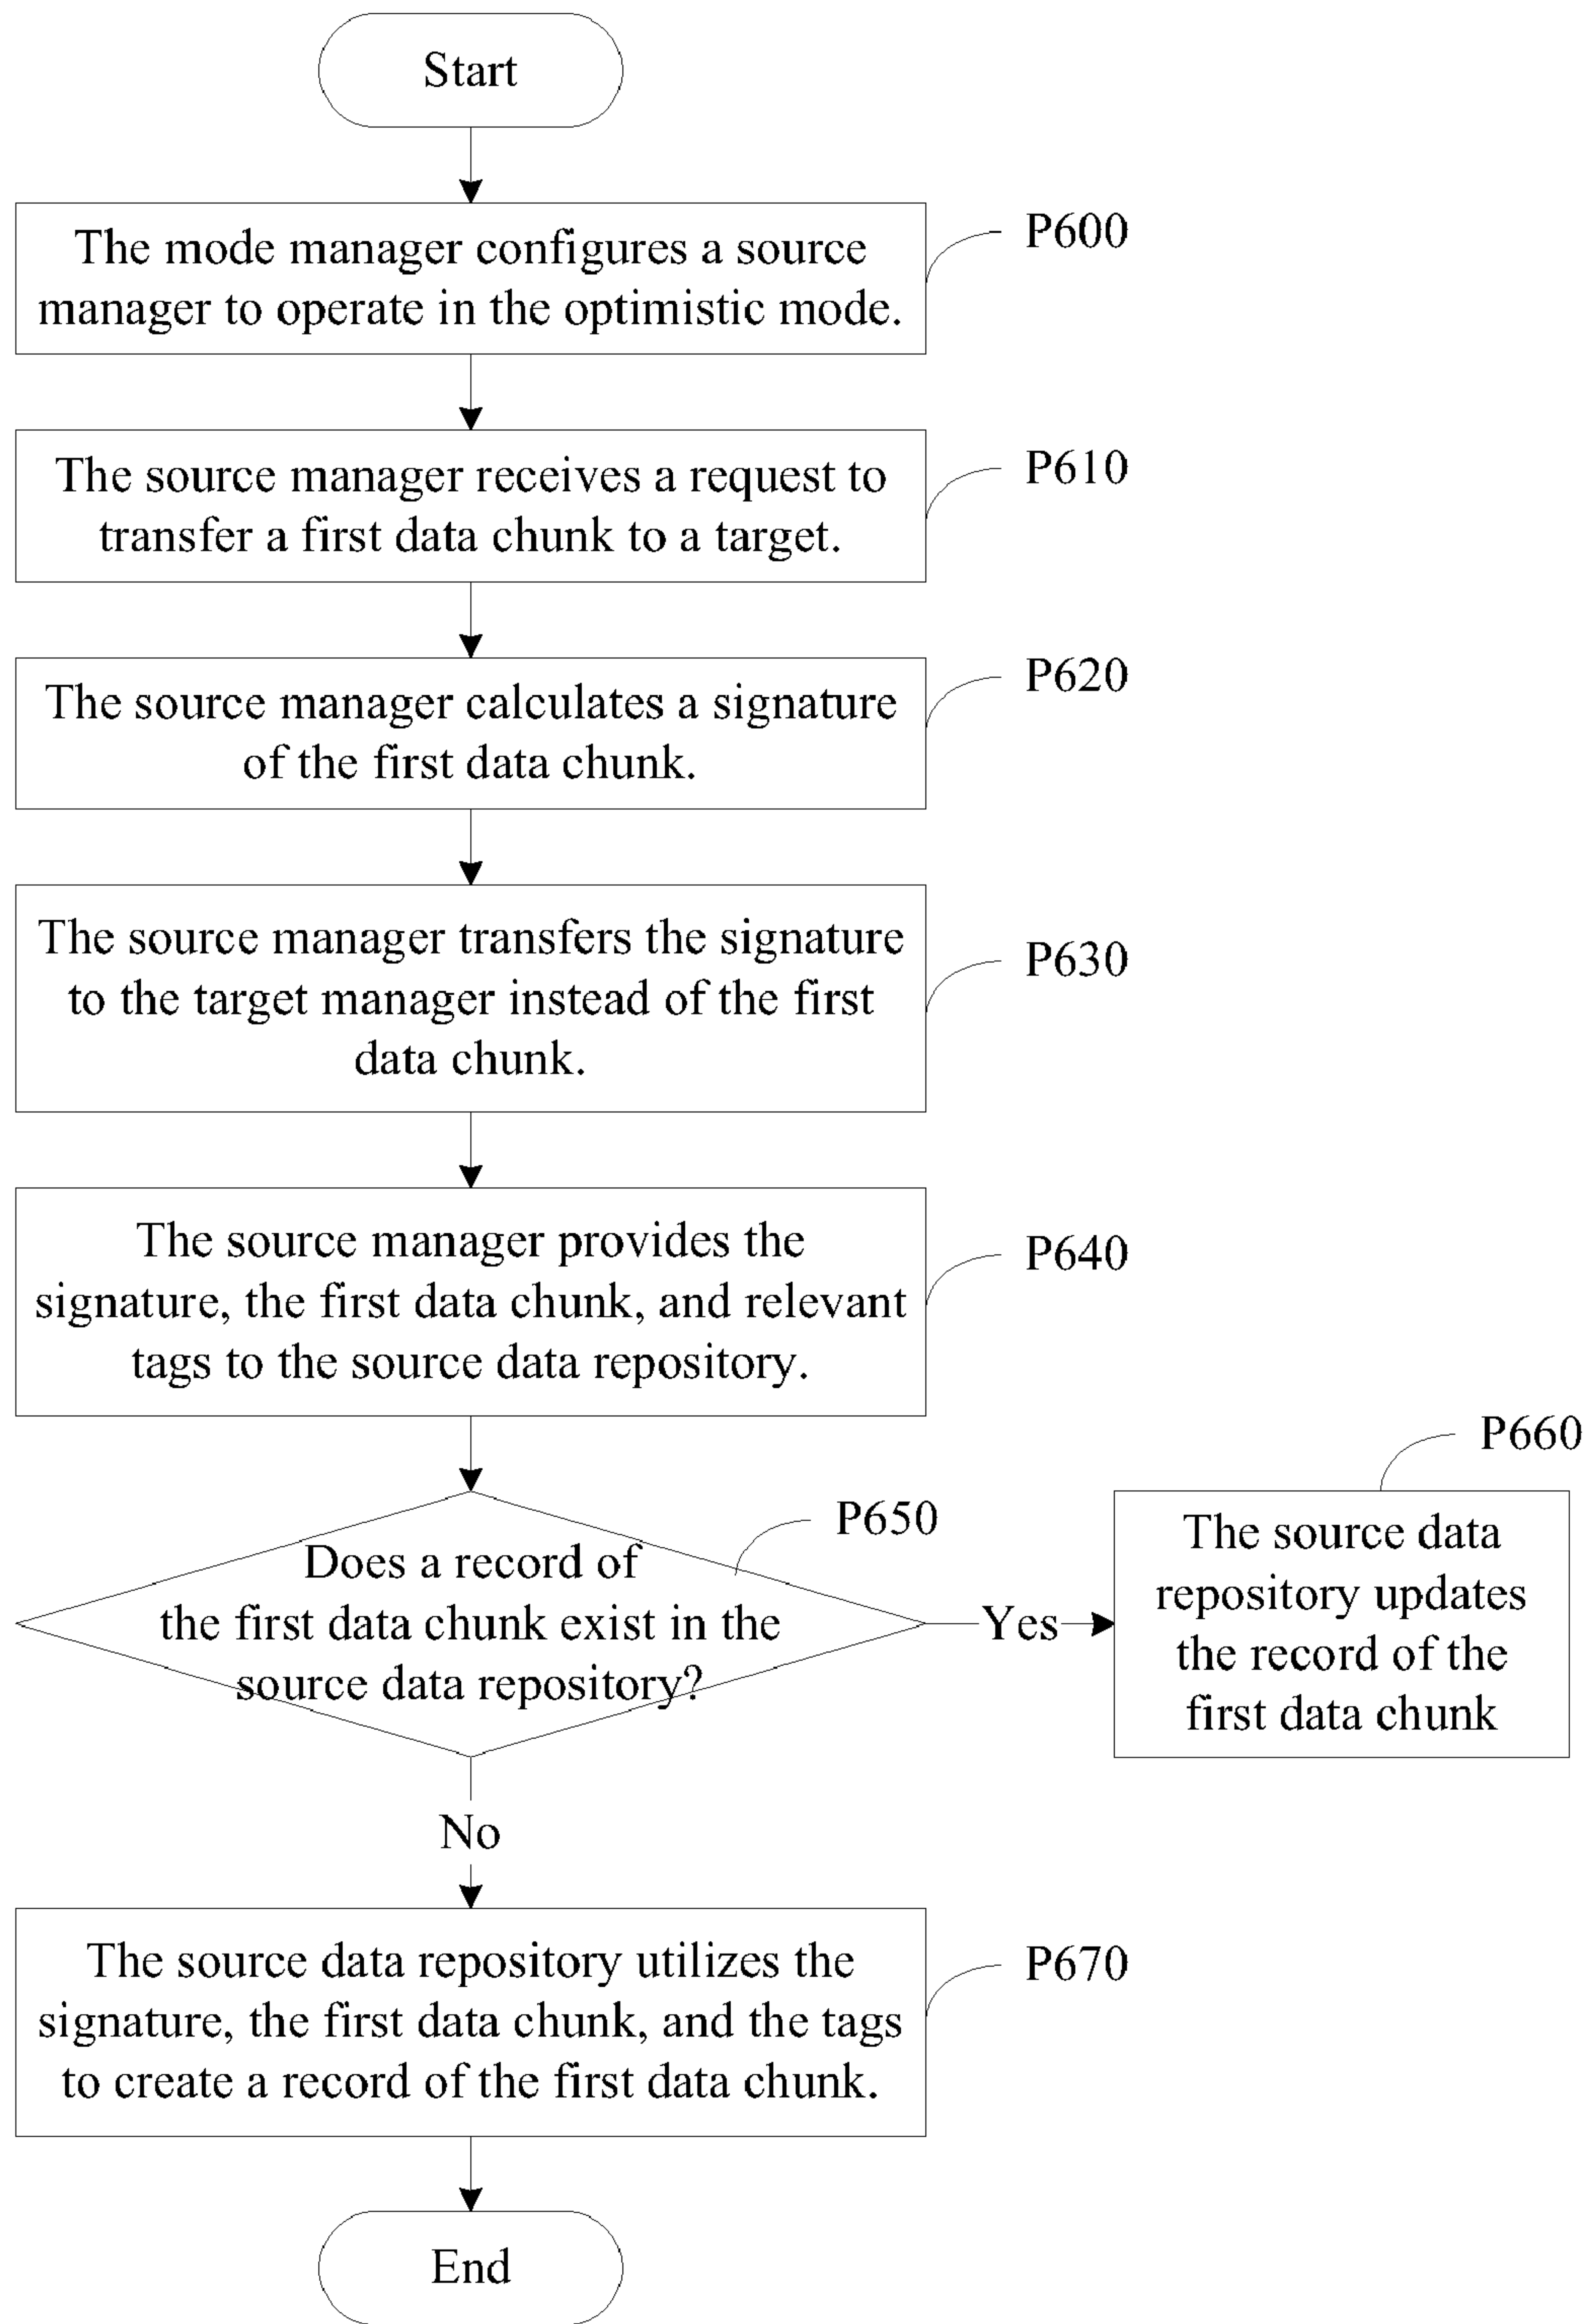 Start
The mode manager configures a source
manager to operate in the optimistic mode.
P600
The source manager receives a request to
transfer a first data chunk to a target.
P610
The source manager calculates a signature
of the first data chunk.
P620
The source manager transfers the signature
to the target manager instead of the first
data chunk.
P630
The source manager provides the
signature, the first data chunk, and relevant
tags to the source data repository.
P640
Does a record of
the first data chunk exist in the
source data repository?
P650
Yes
The source data
repository updates
the record of the
first data chunk
P660
No
The source data repository utilizes the
signature, the first data chunk, and the tags
to create a record of the first data chunk.
P670
End